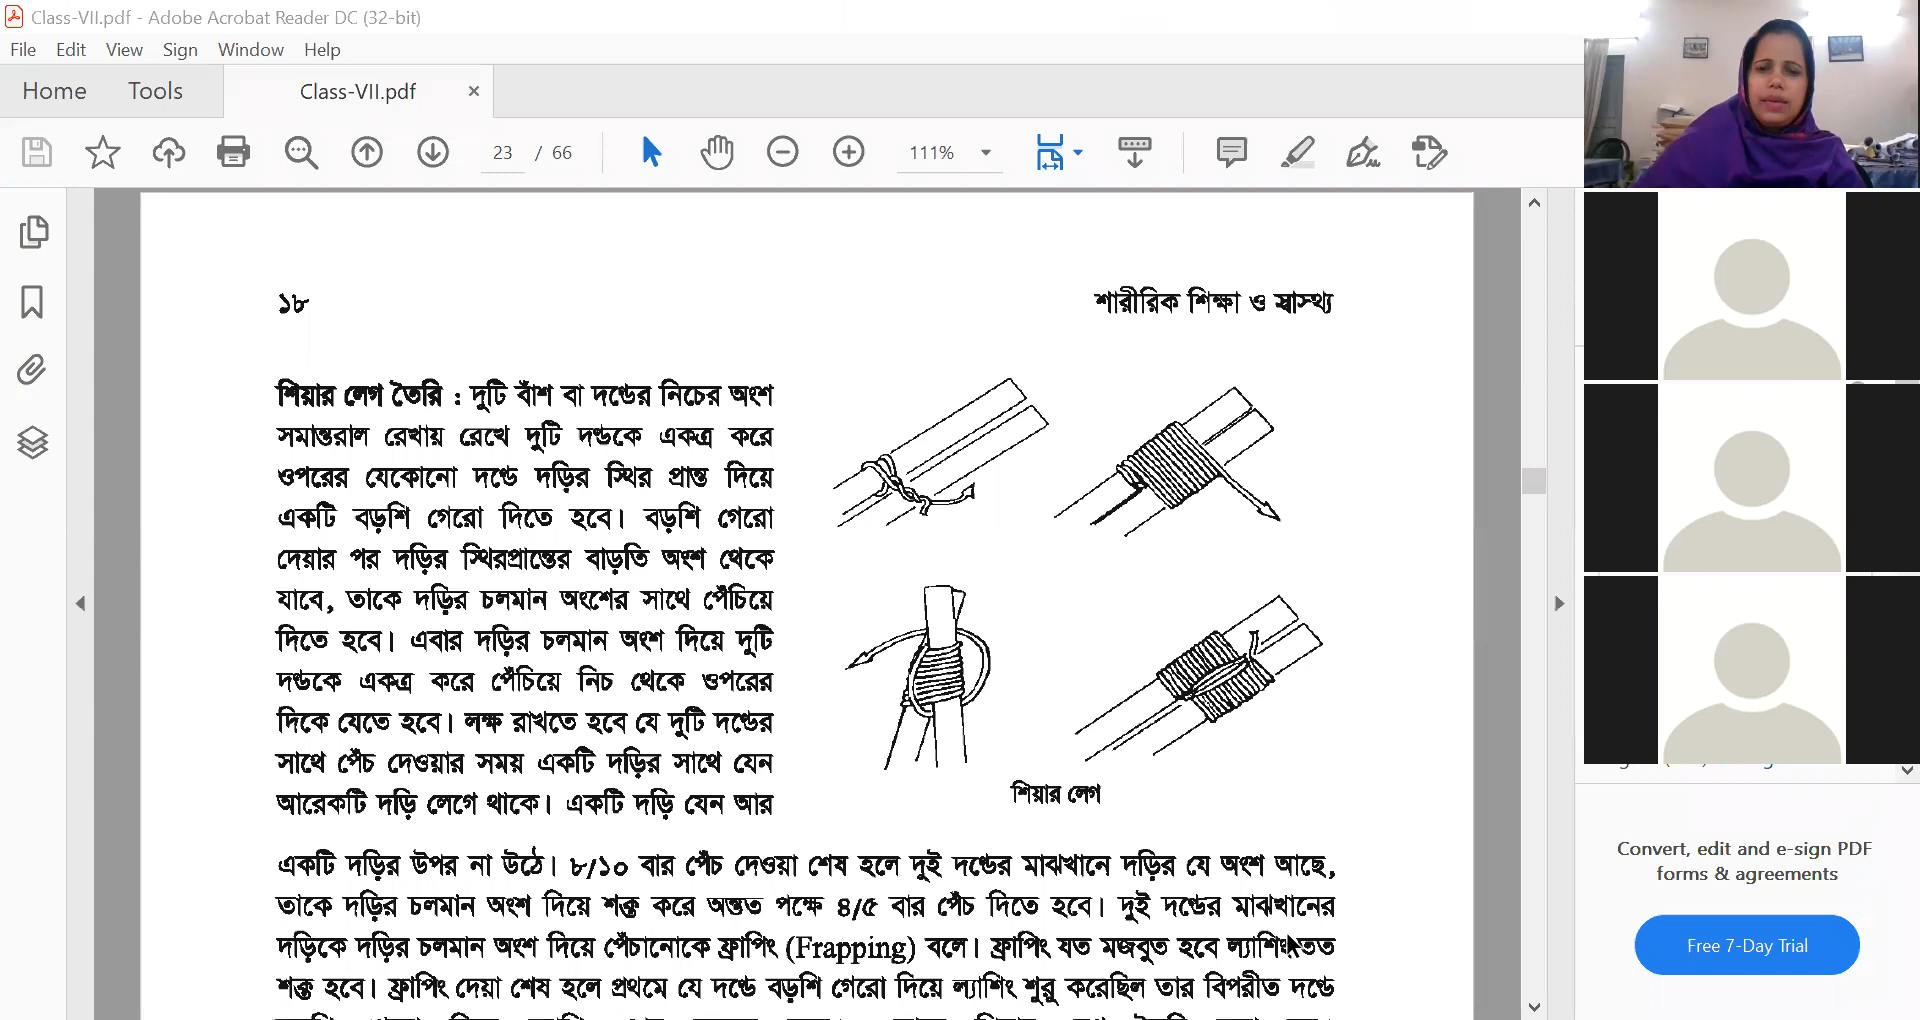 Class-VII.pdf - Adobe Acrobat Reader DC (32-bit)
File Edit View Sign Window Help
Home Tools Class-VII.pdf ×
23 / 66 111%
১৮ শারীরিক শিক্ষা ও স্বাস্থ্য
শিয়ার লেগ তৈরি : দুটি বাঁশ বা দণ্ডের নিচের অংশ
সমান্তরাল রেখায় রেখে দুটি দণ্ডকে একত্র করে
ওপরের যেকোনো দণ্ডে দড়ির স্থির প্রান্ত দিয়ে
একটি বড়শি গেরো দিতে হবে। বড়শি গেরো
দেয়ার পর দড়ির স্থিরপ্রান্তের বাড়তি অংশ থেকে
যাবে, তাকে দড়ির চলমান অংশের সাথে পেঁচিয়ে
দিতে হবে। এবার দড়ির চলমান অংশ দিয়ে দুটি
দণ্ডকে একত্র করে পেঁচিয়ে নিচ থেকে ওপরের
দিকে যেতে হবে। লক্ষ রাখতে হবে যে দুটি দণ্ডের
সাথে পেঁচ দেওয়ার সময় একটি দড়ির সাথে যেন
আরেকটি দড়ি লেগে থাকে। একটি দড়ি যেন আর
শিয়ার লেগ
একটি দড়ির উপর না উঠে। ৮/১০ বার পেঁচ দেওয়া শেষ হলে দুই দণ্ডের মাঝখানে দড়ির যে অংশ আছে,
তাকে দড়ির চলমান অংশ দিয়ে শক্ত করে অন্তত পক্ষে ৪/৫ বার পেঁচ দিতে হবে। দুই দণ্ডের মাঝখানের
দড়িকে দড়ির চলমান অংশ দিয়ে পেঁচানোকে ফ্রাপিং (Frapping) বলে। ফ্রাপিং যত মজবুত হবে ল্যাশিং তত
শক্ত হবে। ফ্রাপিং দেয়া শেষ হলে প্রথমে যে দণ্ডে বড়শি গেরো দিয়ে ল্যাশিং শুরু করেছিল তার বিপরীত দণ্ডে
Convert, edit and e-sign PDF
forms & agreements
Free 7-Day Trial